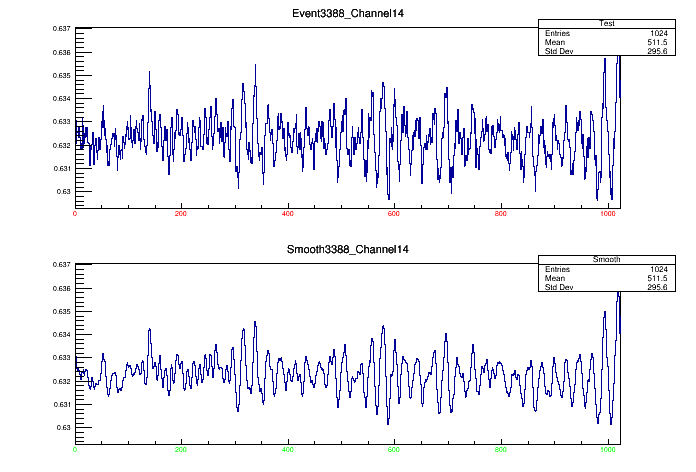 Event3388_Channel14
Test
Entries 1024
Mean 511.5
Std Dev 295.6
0.637
0.636
0.635
0.634
0.633
0.632
0.631
0.63
0 200 400 600 800 1000
Smooth3388_Channel14
Smooth
Entries 1024
Mean 511.5
Std Dev 295.6
0.637
0.636
0.635
0.634
0.633
0.632
0.631
0.63
0 200 400 600 800 1000